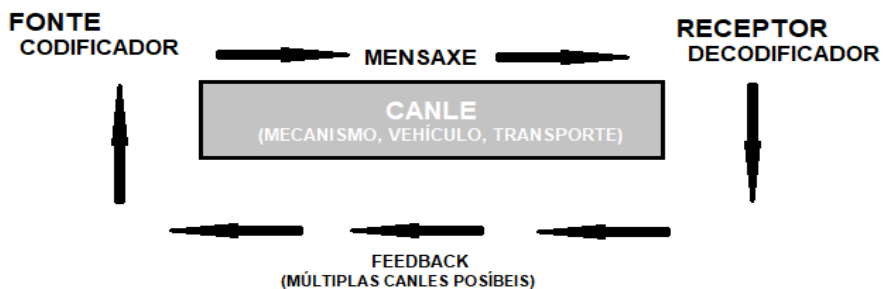 FONTE
CODIFICADOR
MENSAXE
RECEPTOR
DECODIFICADOR
CANLE
(MECANISMO, VEHÍCULO, TRANSPORTE)
FEEDBACK
(MÚLTIPLAS CANLES POSÍBEIS)